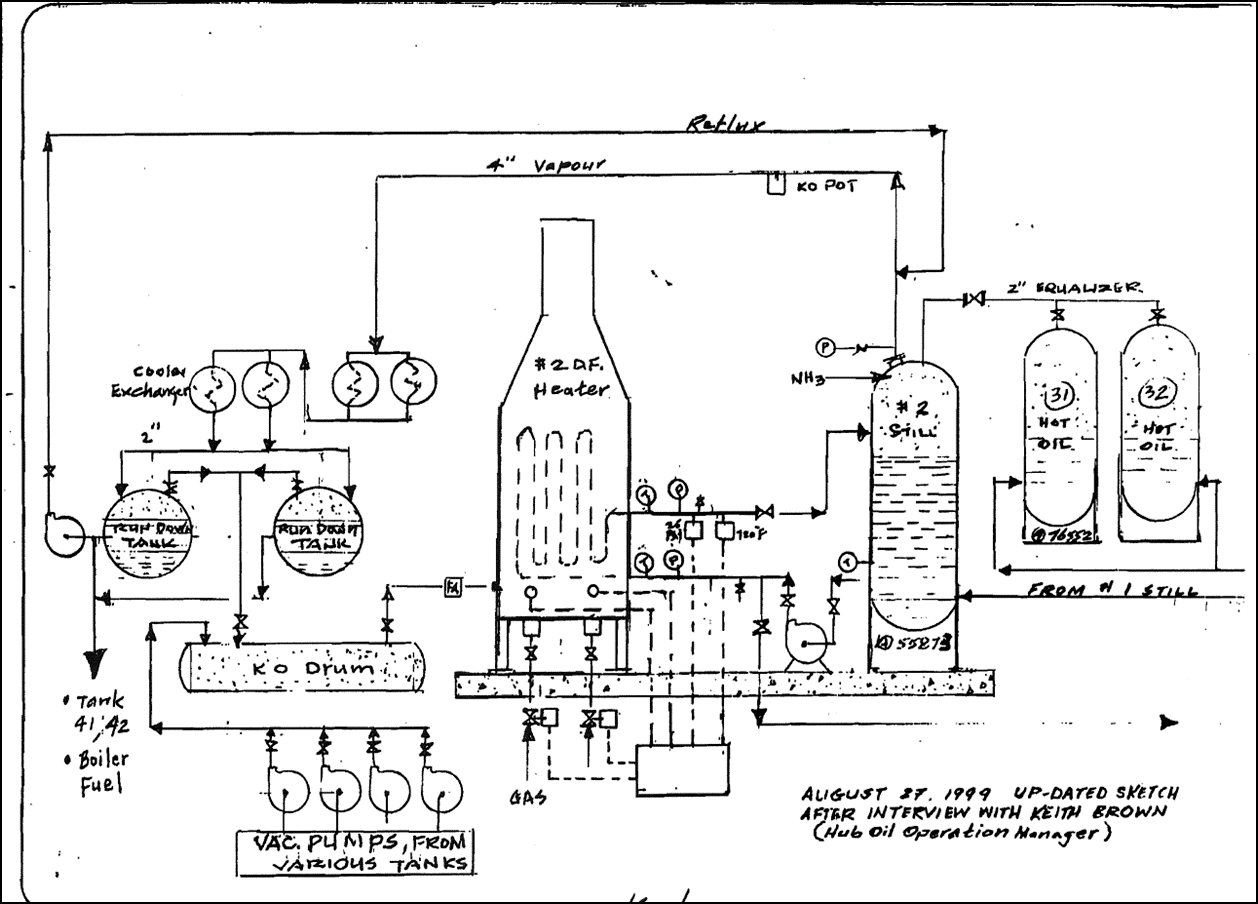 Reflux
4" Vapour
KO POT
2" EQUALIZER.
P
NH3
# 2 D.F.
Heater
Cooler
Exchanger
# 2
STILL
31
HOT
OIL
32
HOT
OIL
2"
T
P
RUN DOWN
TANK
RUN DOWN
TANK
A 76552
T
P
T
FROM # 1 STILL
FA
A 55273
K O Drum
• Tank
41, 42
• Boiler
Fuel
GAS
VAC. PUMPS, FROM
VARIOUS TANKS
AUGUST 27. 1999 UP-DATED SKETCH
AFTER INTERVIEW WITH KEITH BROWN
(Hub Oil Operation Manager)